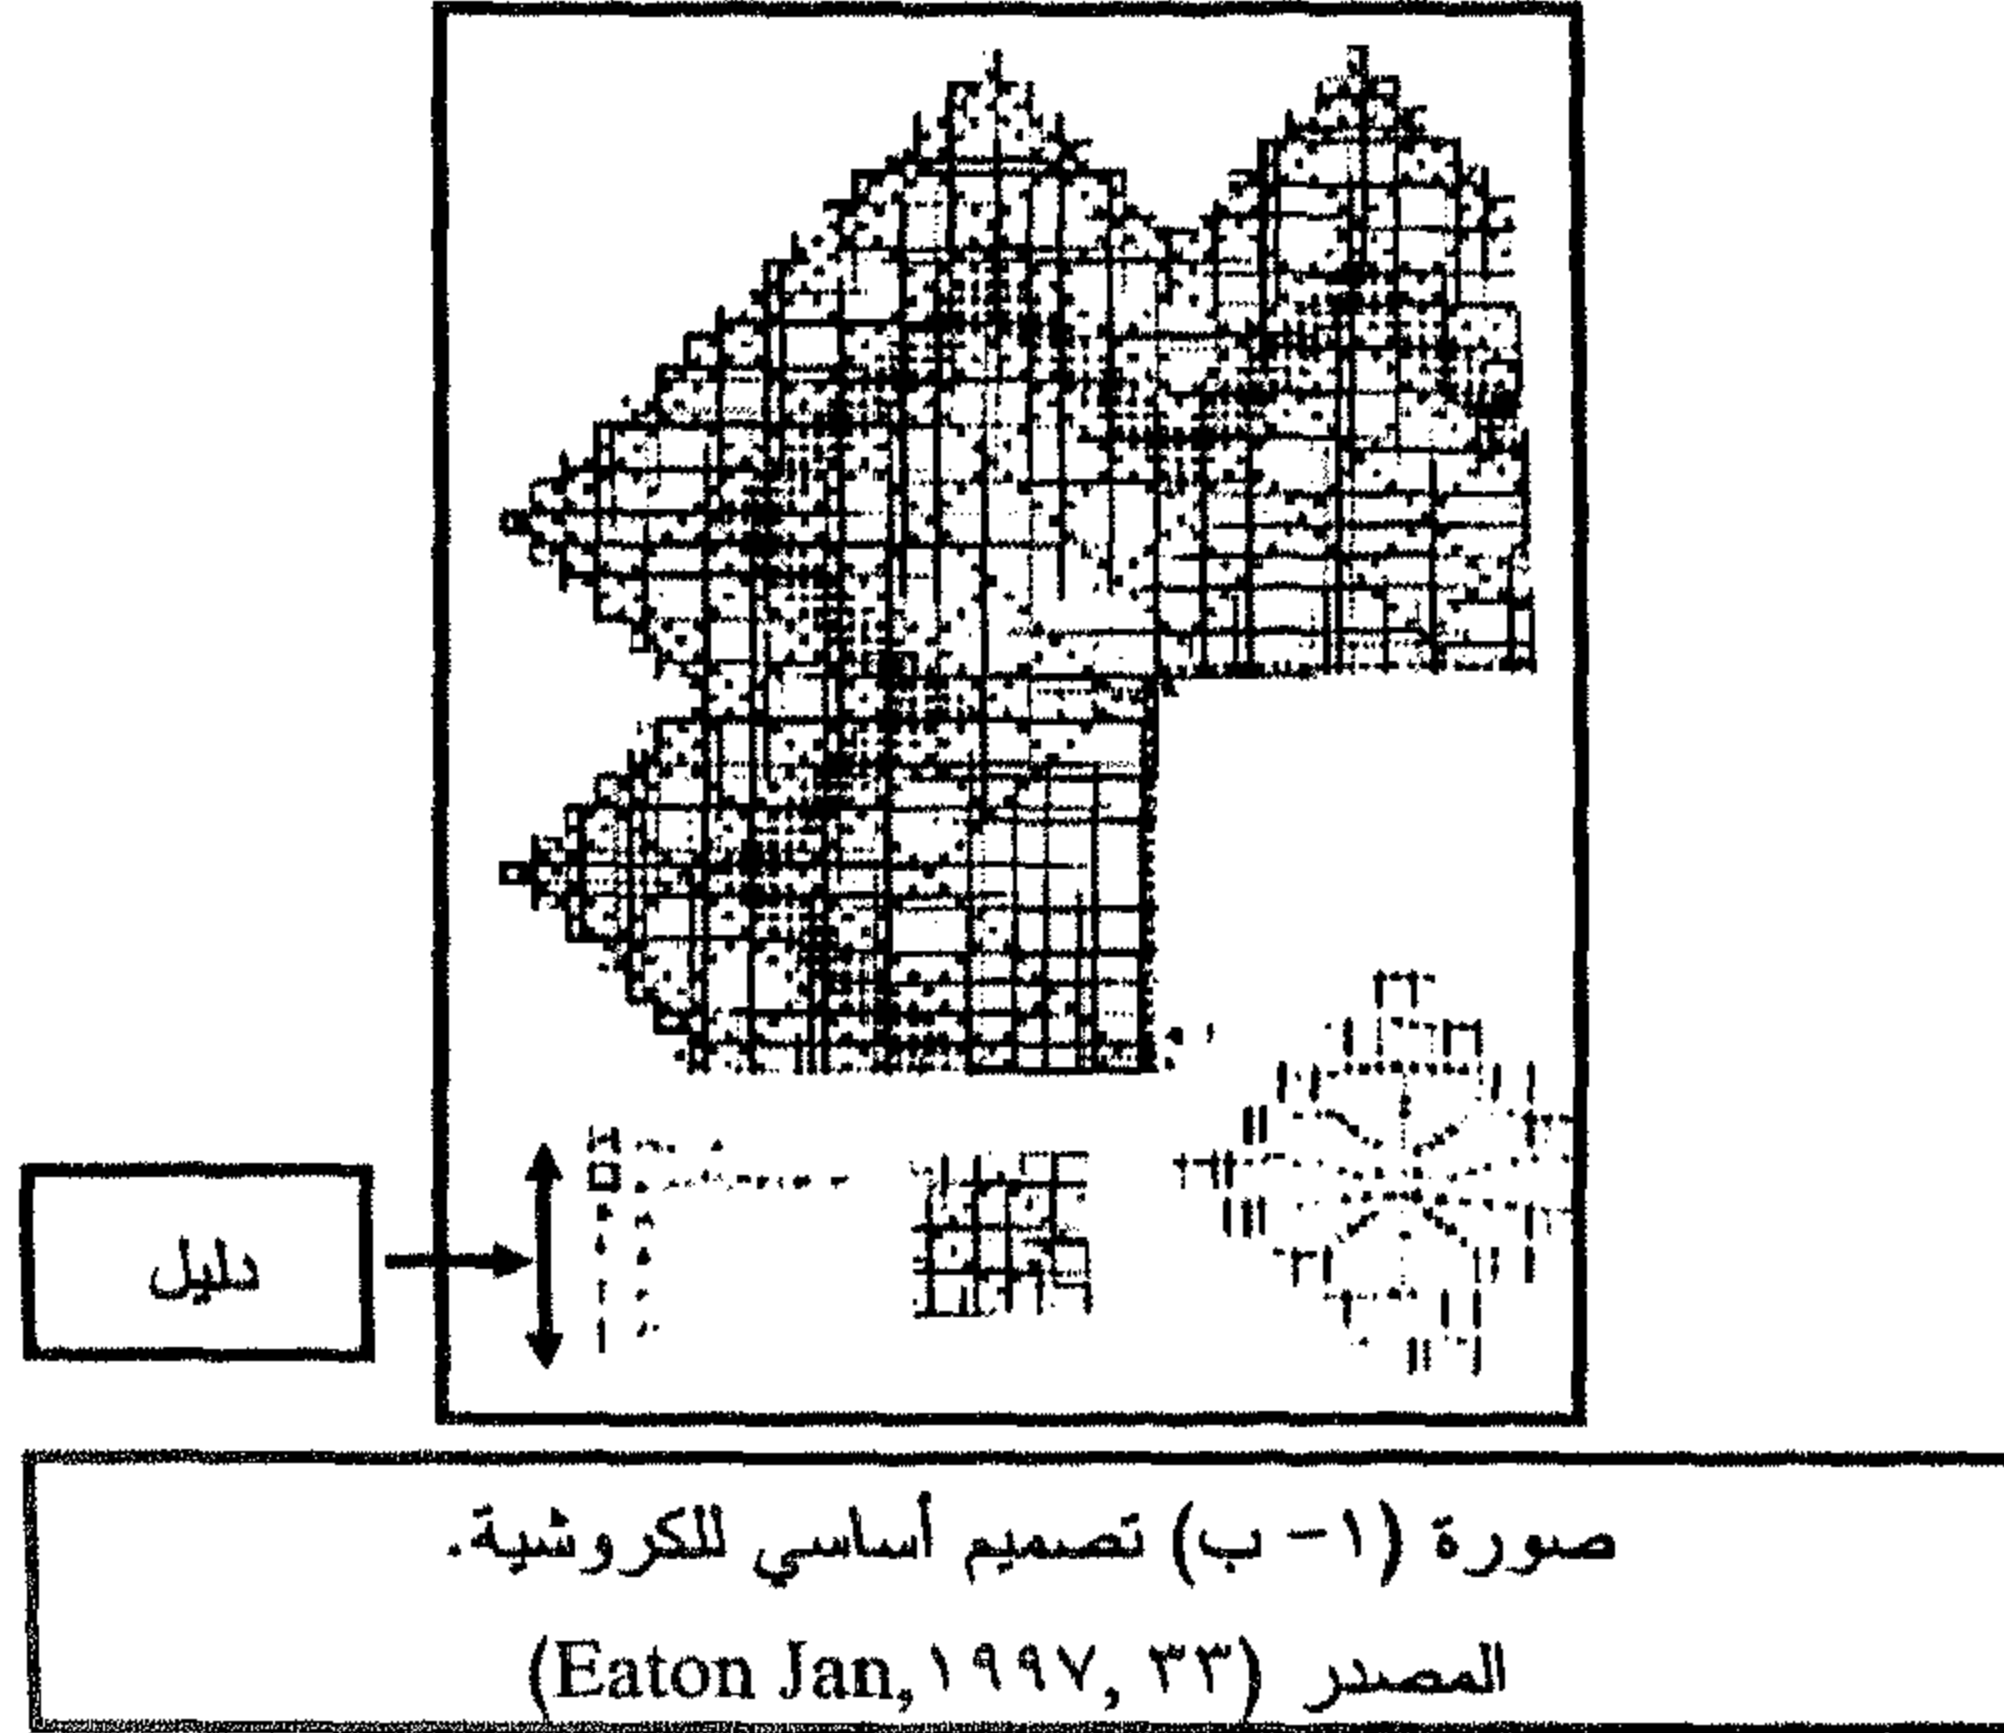 دليل
صورة (١- ب) تصميم أساسي للكروشية.
المصدر (Eaton Jan,١٩٩٧, ٣٣)